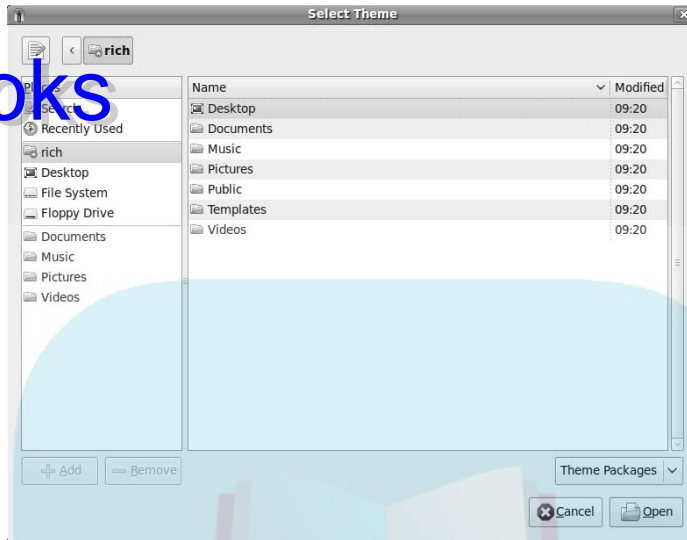 Select Theme
rich
oks
Places
Name Modified
Search
Desktop 09:20
Recently Used
Documents 09:20
rich
Music 09:20
Desktop
Pictures 09:20
File System
Public 09:20
Floppy Drive
Templates 09:20
Documents
Videos 09:20
Music
Pictures
Videos
Add Remove
Theme Packages
Cancel Open